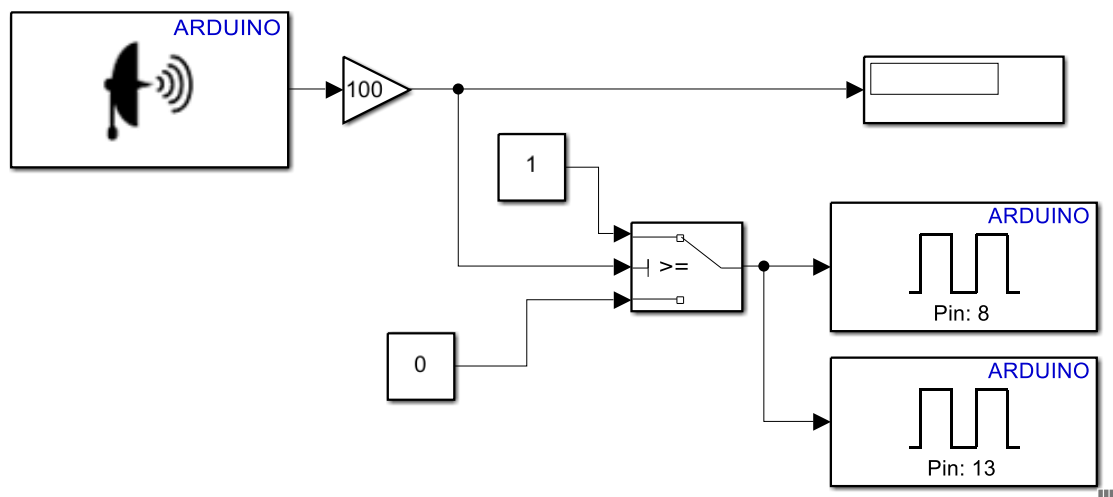 ARDUINO
100
1
>=
0
ARDUINO
Pin: 8
ARDUINO
Pin: 13